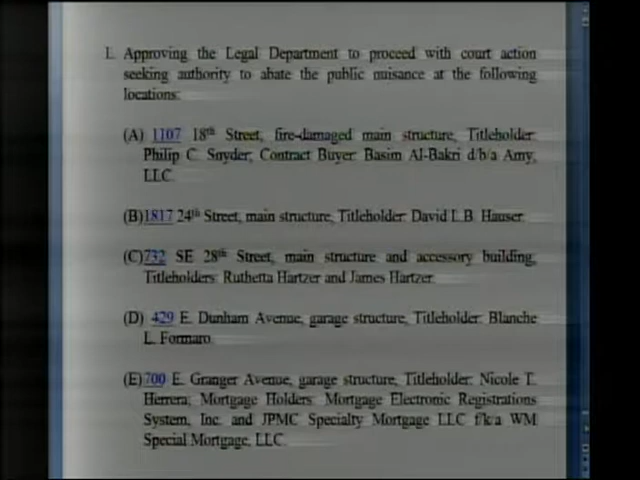 I. Approving the Legal Department to proceed with court action
seeking authority to abate the public nuisance at the following
locations:
(A) 1107 18th Street, fire-damaged main structure, Titleholder:
Philip C. Snyder; Contract Buyer: Basim Al-Bakri d/b/a Amy,
LLC.
(B) 1817 24th Street, main structure, Titleholder: David L.B. Hauser.
(C) 732 SE 28th Street, main structure and accessory building,
Titleholders: Ruthetta Hartzer and James Hartzer.
(D) 429 E. Dunham Avenue, garage structure, Titleholder: Blanche
L. Formaro.
(E) 700 E. Granger Avenue, garage structure, Titleholder: Nicole T.
Herrera; Mortgage Holders: Mortgage Electronic Registrations
System, Inc. and JPMC Specialty Mortgage LLC f/k/a WM
Special Mortgage, LLC.